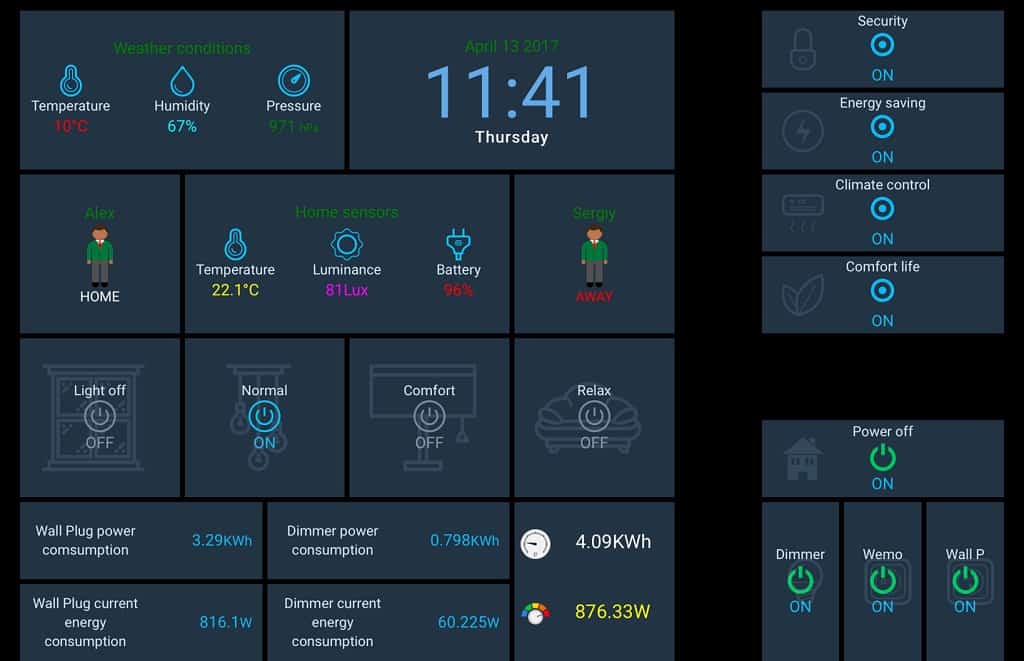 Weather conditions
Temperature Humidity Pressure
10°C 67% 971 hPa
April 13 2017
11:41
Thursday
Security
ON
Energy saving
ON
Climate control
ON
Comfort life
ON
Alex
HOME
Home sensors
Temperature Luminance Battery
22.1°C 81Lux 96%
Sergiy
AWAY
Light off
OFF
Normal
ON
Comfort
OFF
Relax
OFF
Power off
ON
Wall Plug power
comsumption
3.29KWh
Dimmer power
consumption
0.798KWh
4.09KWh
Wall Plug current
energy
consumption
816.1W
Dimmer current
energy
consumption
60.225W
876.33W
Dimmer
ON
Wemo
ON
Wall P
ON